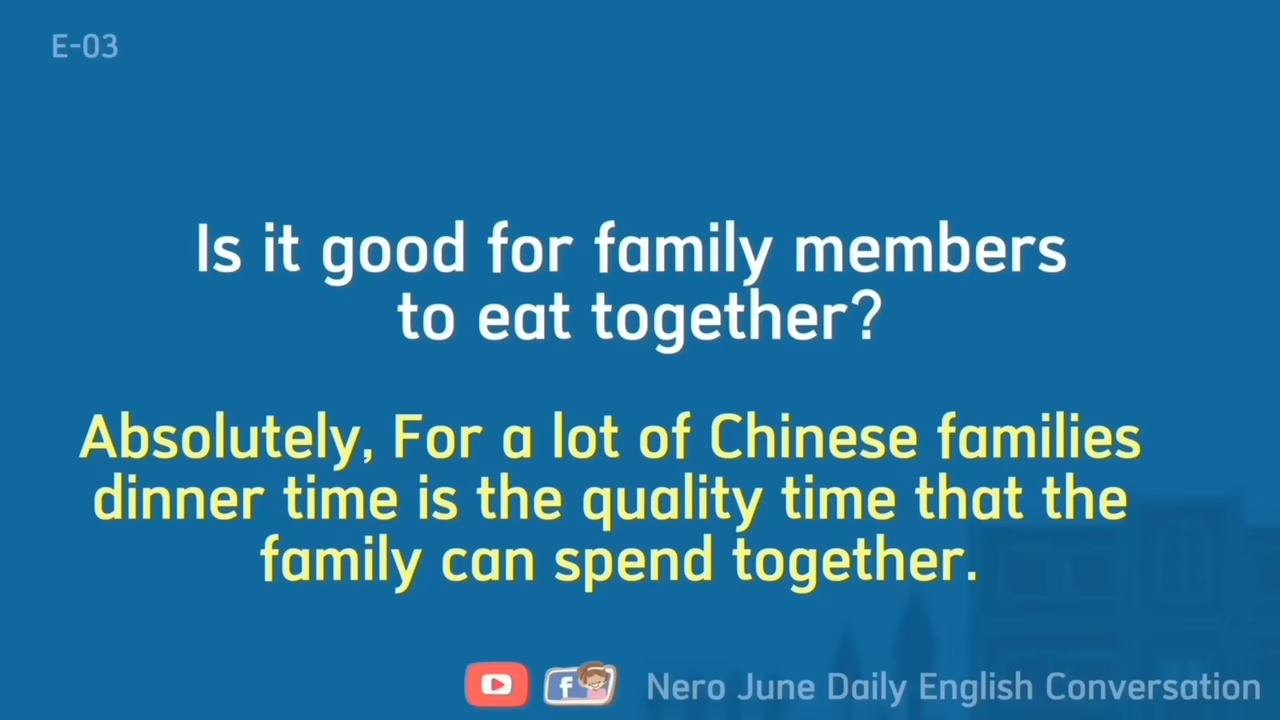 E-03
Is it good for family members
to eat together?
Absolutely, For a lot of Chinese families
dinner time is the quality time that the
family can spend together.
f
Nero June Daily English Conversation